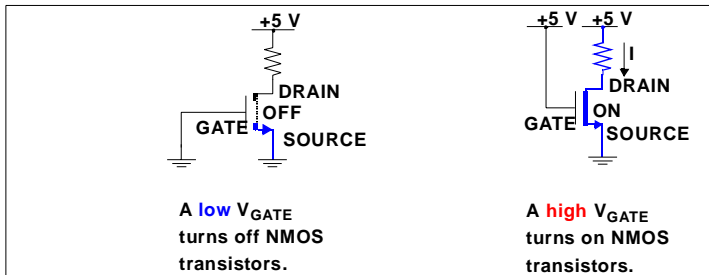 +5 V
DRAIN
OFF
GATE
SOURCE
A low VGATE
turns off NMOS
transistors.
+5 V +5 V
I
DRAIN
ON
GATE
SOURCE
A high VGATE
turns on NMOS
transistors.